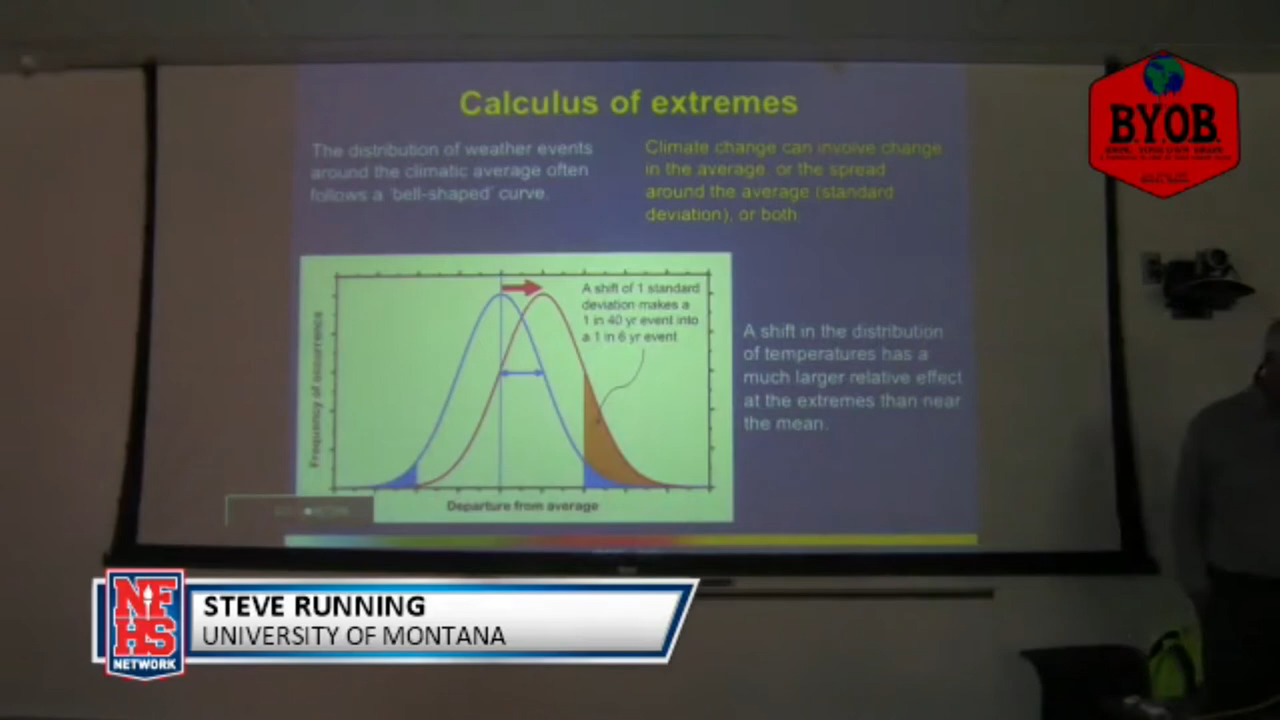 Calculus of extremes
The distribution of weather events
around the climatic average often
follows a 'bell-shaped' curve.
Climate change can involve change
in the average, or the spread
around the average (standard
deviation), or both.
A shift of 1 standard
deviation makes a
1 in 40 yr event into
a 1 in 6 yr event
Frequency of occurrence
Departure from average
A shift in the distribution
of temperatures has a
much larger relative effect
at the extremes than near
the mean.
B.Y.O.B.
NF
HS
NETWORK
STEVE RUNNING
UNIVERSITY OF MONTANA